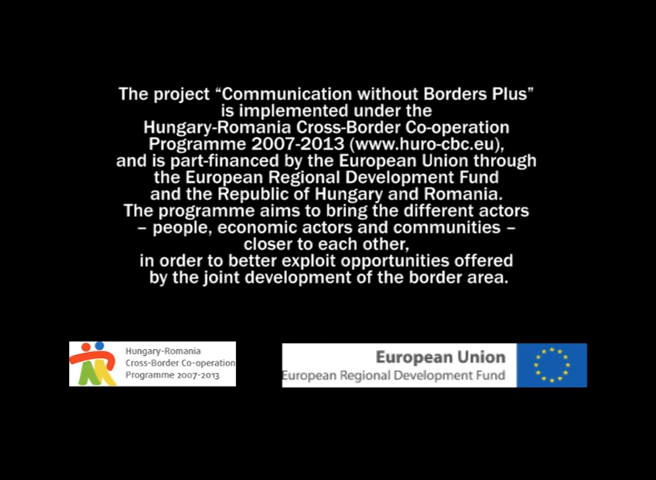 The project “Communication without Borders Plus”
is implemented under the
Hungary-Romania Cross-Border Co-operation
Programme 2007-2013 (www.huro-cbc.eu),
and is part-financed by the European Union through
the European Regional Development Fund
and the Republic of Hungary and Romania.
The programme aims to bring the different actors
– people, economic actors and communities –
closer to each other,
in order to better exploit opportunities offered
by the joint development of the border area.
Hungary-Romania
Cross-Border Co-operation
Programme 2007-2013
European Union
European Regional Development Fund